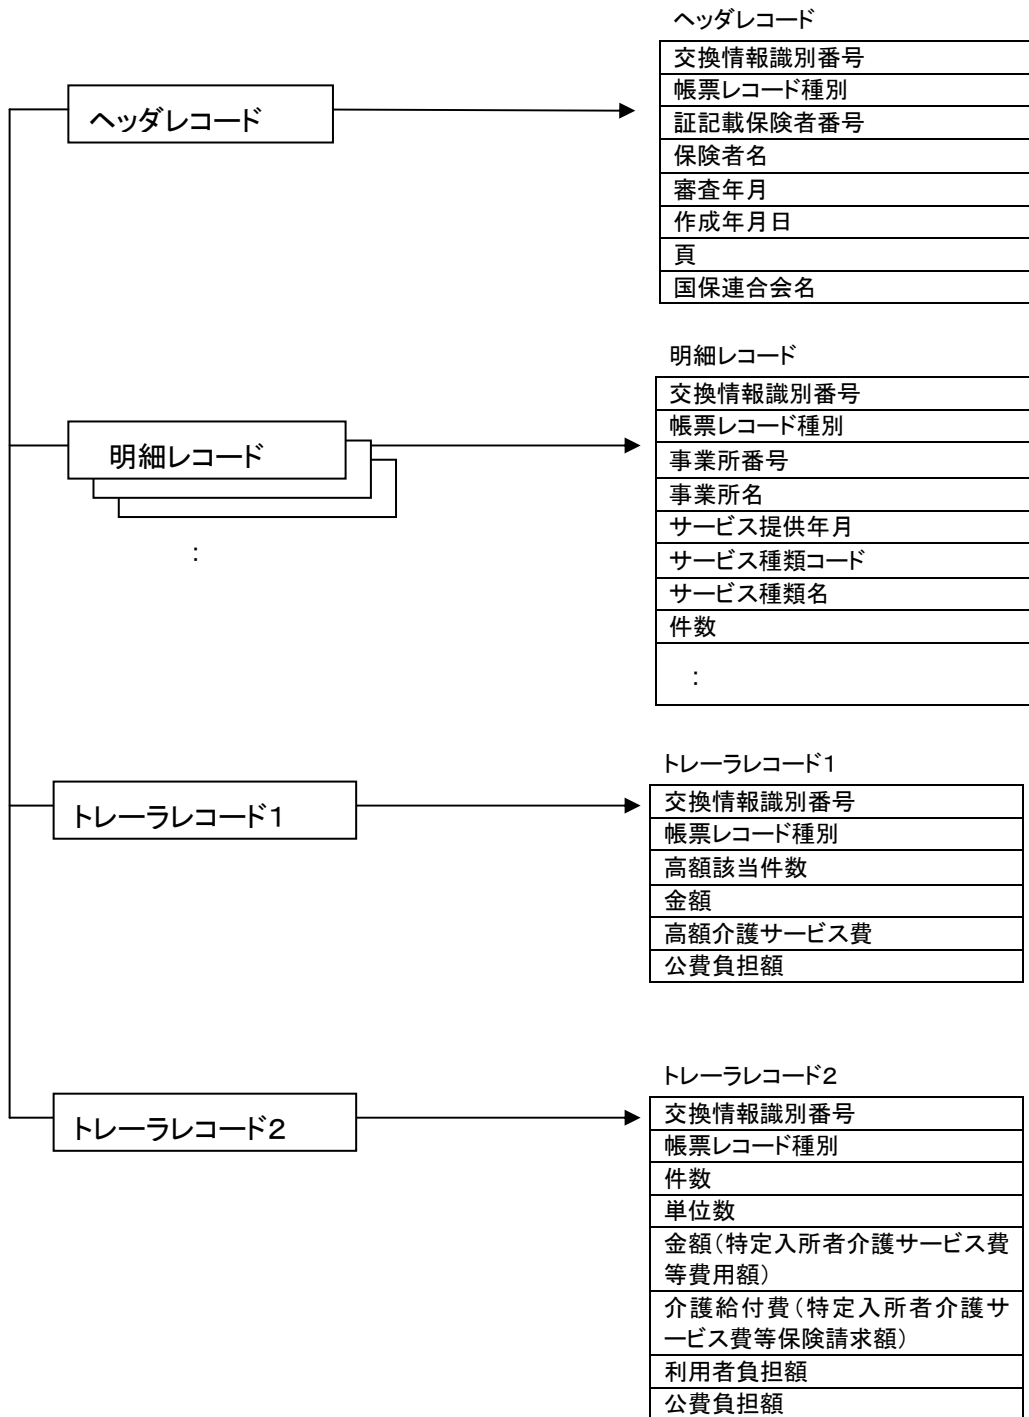 ヘッダレコード
ヘッダレコード
交換情報識別番号
帳票レコード種別
証記載保険者番号
保険者名
審査年月
作成年月日
頁
国保連合会名
明細レコード
：
明細レコード
交換情報識別番号
帳票レコード種別
事業所番号
事業所名
サービス提供年月
サービス種類コード
サービス種類名
件数
：
トレーラレコード１
トレーラレコード１
交換情報識別番号
帳票レコード種別
高額該当件数
金額
高額介護サービス費
公費負担額
トレーラレコード２
トレーラレコード２
交換情報識別番号
帳票レコード種別
件数
単位数
金額（特定入所者介護サービス費
等費用額）
介護給付費（特定入所者介護サ
ービス費等保険請求額）
利用者負担額
公費負担額